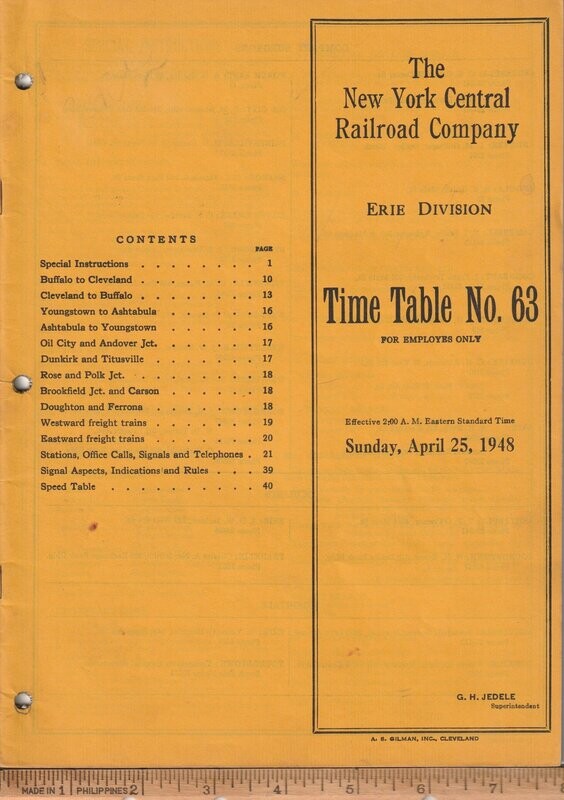 The
New York Central
Railroad Company
ERIE DIVISION
Time Table No. 63
FOR EMPLOYES ONLY
Effective 2:00 A. M. Eastern Standard Time
Sunday, April 25, 1948
G. H. JEDELE
Superintendent
A. S. GILMAN, INC., CLEVELAND
CONTENTS
PAGE
Special Instructions . . . . . . . . 1
Buffalo to Cleveland . . . . . . . . 10
Cleveland to Buffalo . . . . . . . . 13
Youngstown to Ashtabula . . . . . . 16
Ashtabula to Youngstown . . . . . . 16
Oil City and Andover Jct. . . . . . . 17
Dunkirk and Titusville . . . . . . . 17
Rose and Polk Jct. . . . . . . . . 18
Brookfield Jct. and Carson . . . . . . 18
Doughton and Ferrona . . . . . . . 18
Westward freight trains . . . . . . . 19
Eastward freight trains . . . . . . . 20
Stations, Office Calls, Signals and Telephones . 21
Signal Aspects, Indications and Rules . . . 39
Speed Table . . . . . . . . . . 40
MADE IN 1 PHILIPPINES 2 3 4 5 6 7